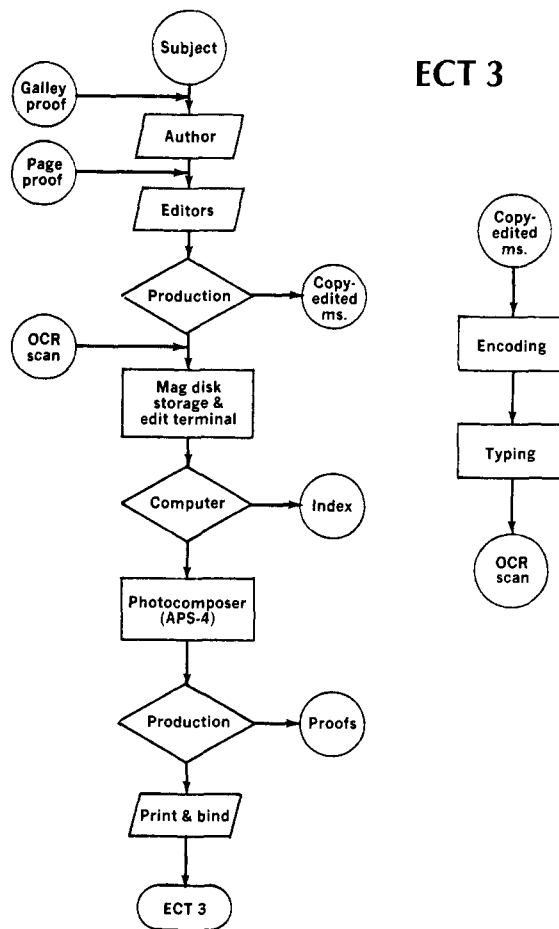 ECT 3
Subject
Galley
proof
Author
Page
proof
Editors
Production
Copy-
edited
ms.
OCR
scan
Mag disk
storage &
edit terminal
Computer
Index
Photocomposer
(APS-4)
Production
Proofs
Print & bind
ECT 3
Copy-
edited
ms.
Encoding
Typing
OCR
scan